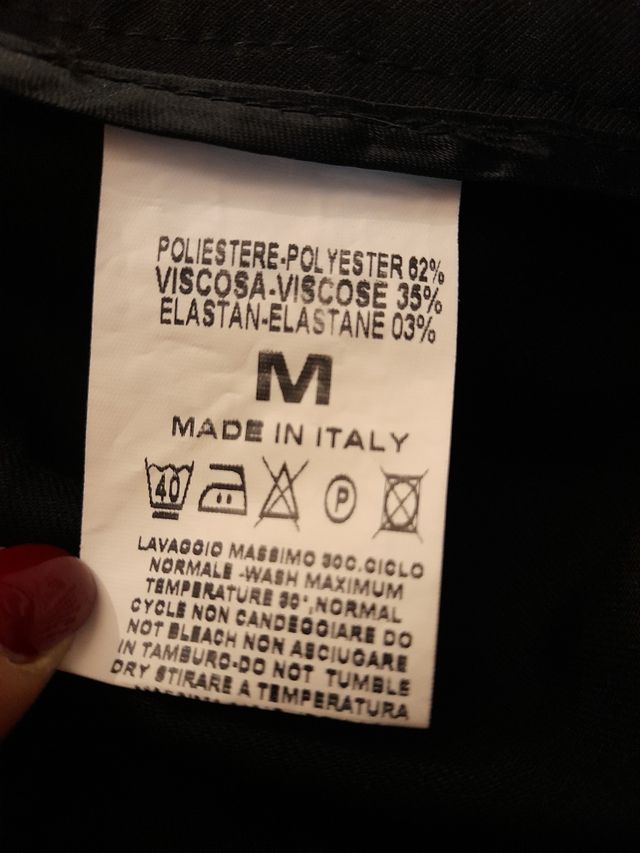 POLIESTERE-POLYESTER 62%
VISCOSA-VISCOSE 35%
ELASTAN-ELASTANE 03%
M
MADE IN ITALY
40 P
LAVAGGIO MASSIMO 30C.CICLO
NORMALE -WASH MAXIMUM
TEMPERATURE 30°,NORMAL
CYCLE NON CANDEGGIARE DO
NOT BLEACH NON ASCIUGARE
IN TAMBURO-DO NOT TUMBLE
DRY STIRARE A TEMPERATURA